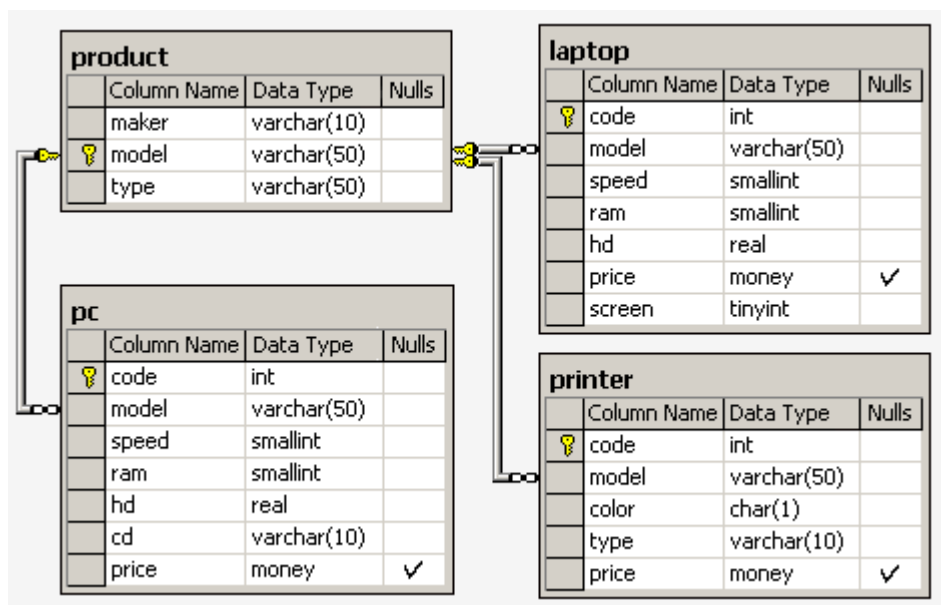 product
Column Name Data Type Nulls
maker varchar(10)
model varchar(50)
type varchar(50)
laptop
Column Name Data Type Nulls
code int
model varchar(50)
speed smallint
ram smallint
hd real
price money ✓
screen tinyint
pc
Column Name Data Type Nulls
code int
model varchar(50)
speed smallint
ram smallint
hd real
cd varchar(10)
price money ✓
printer
Column Name Data Type Nulls
code int
model varchar(50)
color char(1)
type varchar(10)
price money ✓